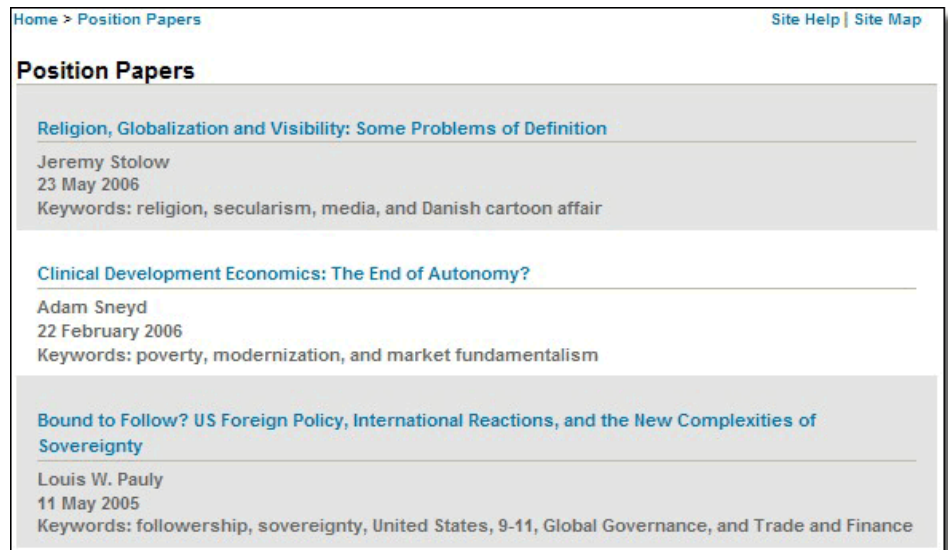 Home > Position Papers
Site Help | Site Map
Position Papers
Religion, Globalization and Visibility: Some Problems of Definition
Jeremy Stolow
23 May 2006
Keywords: religion, secularism, media, and Danish cartoon affair
Clinical Development Economics: The End of Autonomy?
Adam Sneyd
22 February 2006
Keywords: poverty, modernization, and market fundamentalism
Bound to Follow? US Foreign Policy, International Reactions, and the New Complexities of
Sovereignty
Louis W. Pauly
11 May 2005
Keywords: followership, sovereignty, United States, 9-11, Global Governance, and Trade and Finance